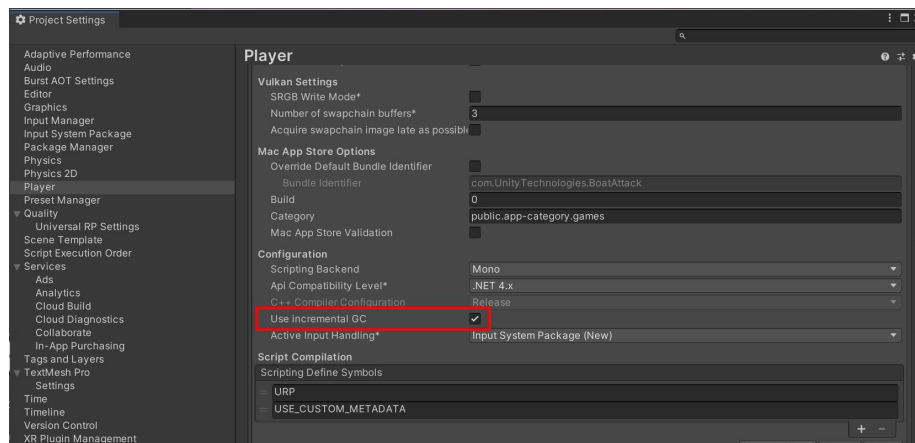 Project Settings
Adaptive Performance
Audio
Burst AOT Settings
Editor
Graphics
Input Manager
Input System Package
Package Manager
Physics
Physics 2D
Player
Preset Manager
Quality
Universal RP Settings
Scene Template
Script Execution Order
Services
Ads
Analytics
Cloud Build
Cloud Diagnostics
Collaborate
In-App Purchasing
Tags and Layers
TextMesh Pro
Settings
Time
Timeline
Version Control
XR Plugin Management
Player
Vulkan Settings
SRGB Write Mode*
Number of swapchain buffers* 3
Acquire swapchain image late as possible
Mac App Store Options
Override Default Bundle Identifier
Bundle Identifier com.UnityTechnologies.BoatAttack
Build 0
Category public.app-category.games
Mac App Store Validation
Configuration
Scripting Backend Mono
Api Compatibility Level* .NET 4.x
C++ Compiler Configuration Release
Use incremental GC
Active Input Handling* Input System Package (New)
Script Compilation
Scripting Define Symbols
URP
USE_CUSTOM_METADATA